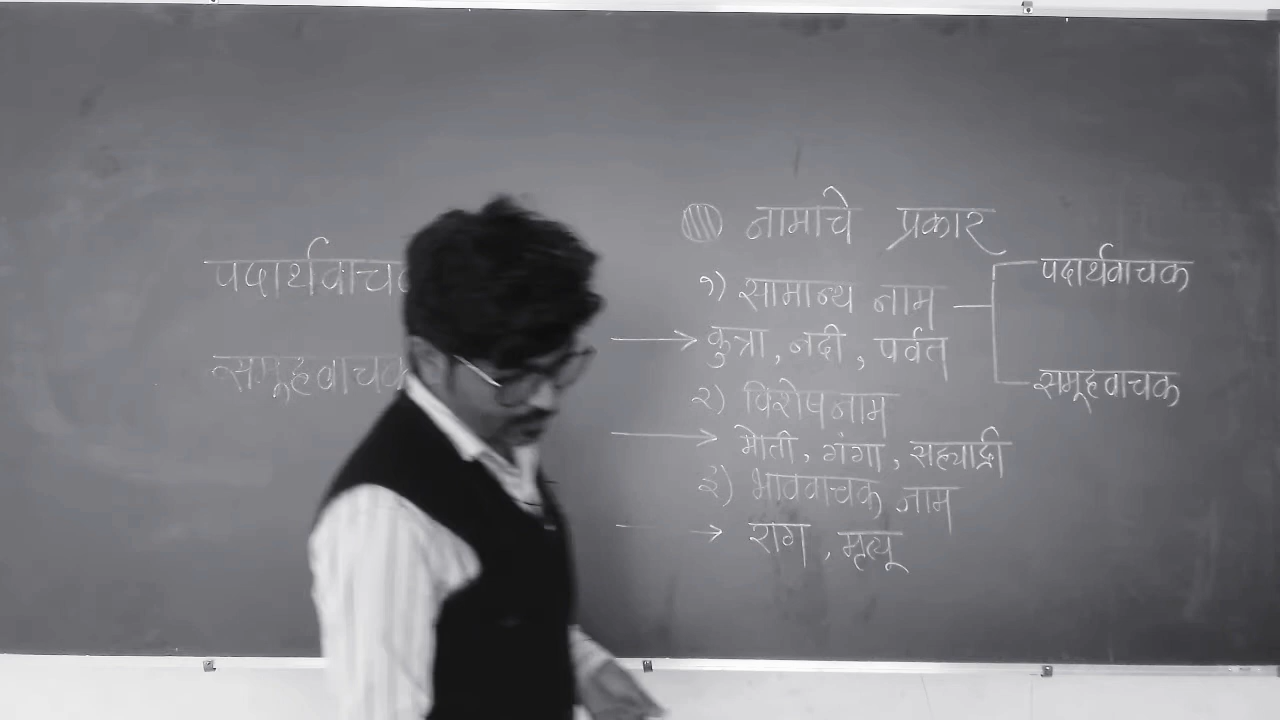 पदार्थवाचक
समूहवाचक
नामाचे प्रकार
१) सामान्य नाम
पदार्थवाचक
समूहवाचक
→ कुत्रा, नदी, पर्वत
२) विशेषनाम
→ मोती, गंगा, सह्याद्री
३) भाववाचक नाम
→ राग, मृत्यू